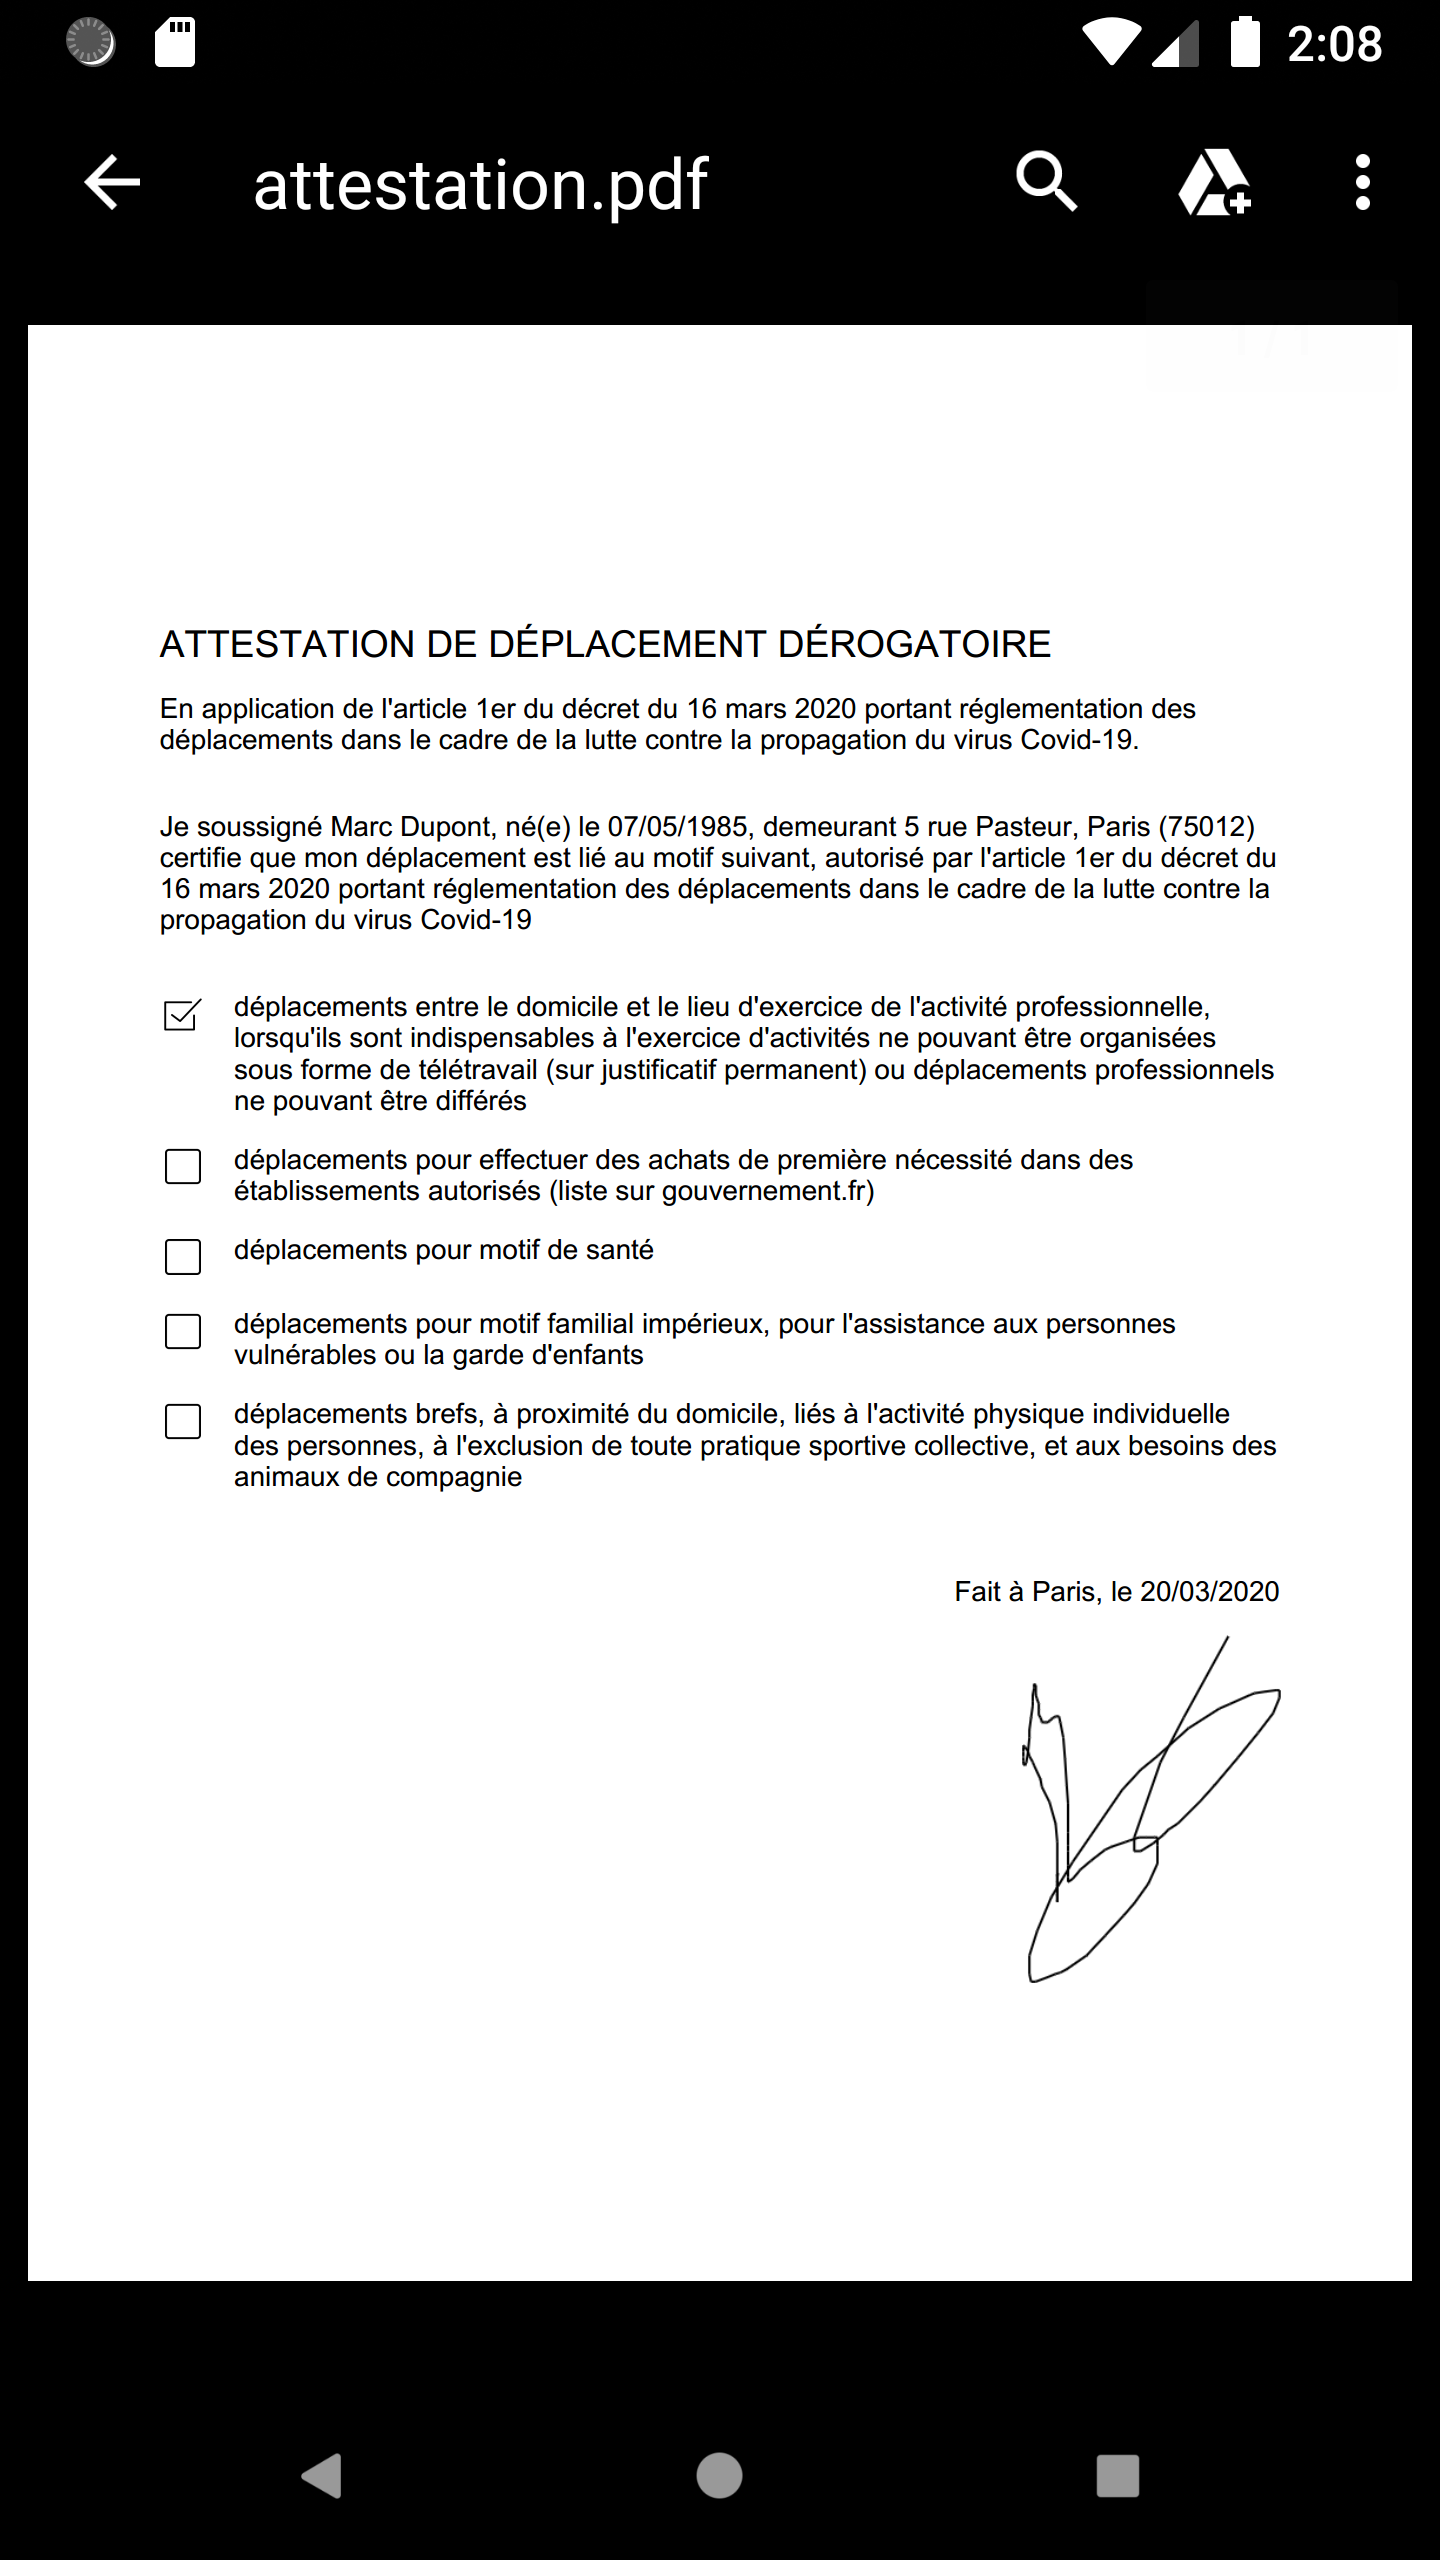 2:08
attestation.pdf
ATTESTATION DE DÉPLACEMENT DÉROGATOIRE
En application de l'article 1er du décret du 16 mars 2020 portant réglementation des
déplacements dans le cadre de la lutte contre la propagation du virus Covid-19.
Je soussigné Marc Dupont, né(e) le 07/05/1985, demeurant 5 rue Pasteur, Paris (75012)
certifie que mon déplacement est lié au motif suivant, autorisé par l'article 1er du décret du
16 mars 2020 portant réglementation des déplacements dans le cadre de la lutte contre la
propagation du virus Covid-19
déplacements entre le domicile et le lieu d'exercice de l'activité professionnelle,
lorsqu'ils sont indispensables à l'exercice d'activités ne pouvant être organisées
sous forme de télétravail (sur justificatif permanent) ou déplacements professionnels
ne pouvant être différés
déplacements pour effectuer des achats de première nécessité dans des
établissements autorisés (liste sur gouvernement.fr)
déplacements pour motif de santé
déplacements pour motif familial impérieux, pour l'assistance aux personnes
vulnérables ou la garde d'enfants
déplacements brefs, à proximité du domicile, liés à l'activité physique individuelle
des personnes, à l'exclusion de toute pratique sportive collective, et aux besoins des
animaux de compagnie
Fait à Paris, le 20/03/2020